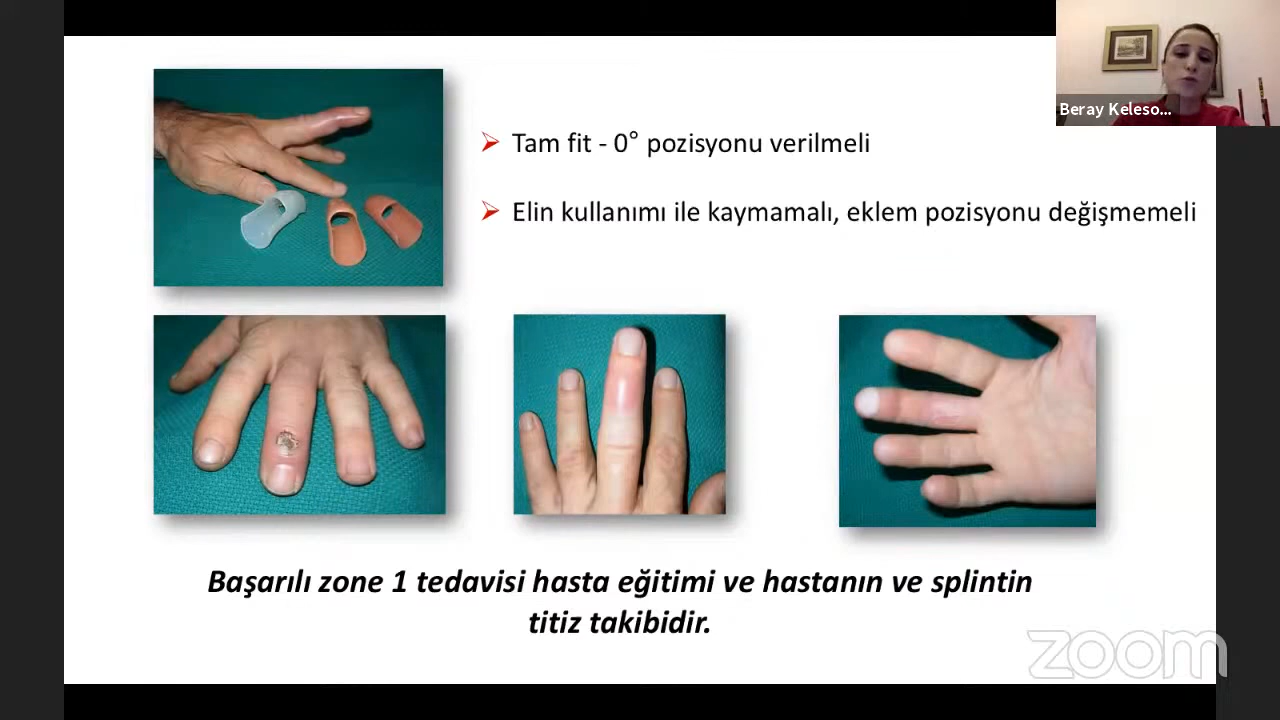 Beray Keleso...
Tam fit - 0° pozisyonu verilmeli
Elin kullanımı ile kaymamalı, eklem pozisyonu değişmemeli
Başarılı zone 1 tedavisi hasta eğitimi ve hastanın ve splintin
titiz takibidir.
zoom